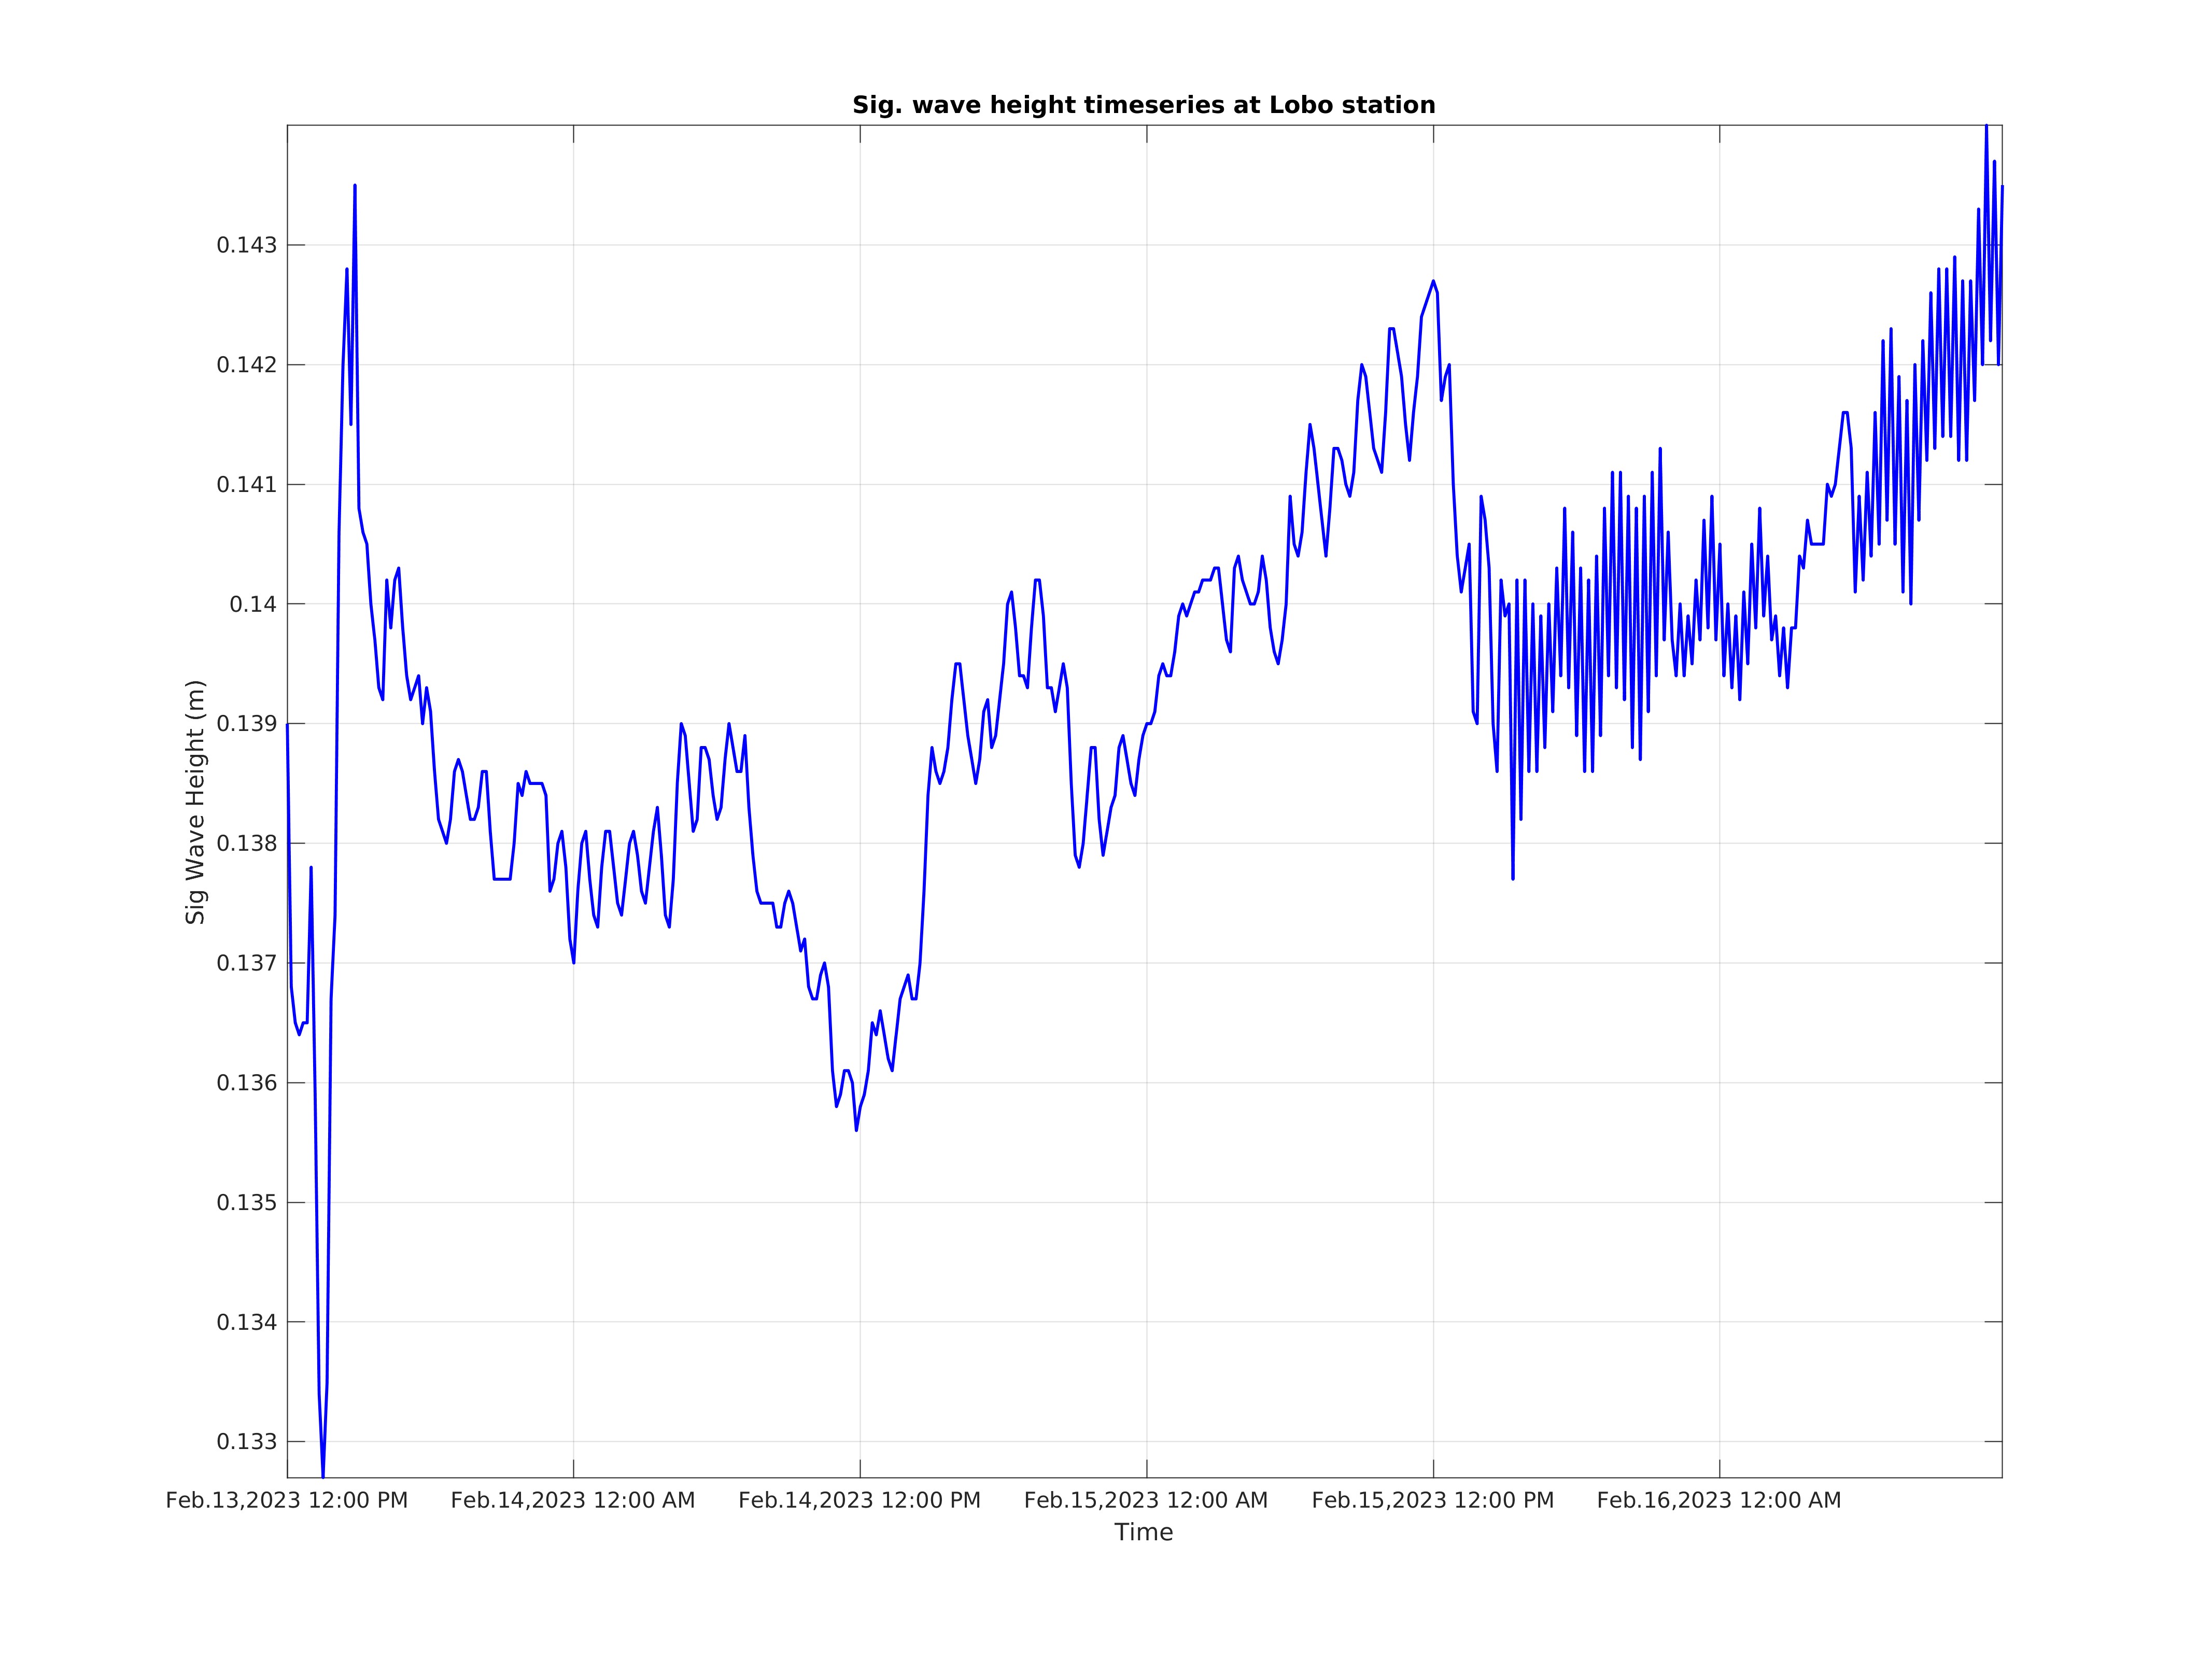 Sig. wave height timeseries at Lobo station
Sig Wave Height (m)
0.143
0.142
0.141
0.14
0.139
0.138
0.137
0.136
0.135
0.134
0.133
Feb.13,2023 12:00 PM
Feb.14,2023 12:00 AM
Feb.14,2023 12:00 PM
Feb.15,2023 12:00 AM
Feb.15,2023 12:00 PM
Feb.16,2023 12:00 AM
Time